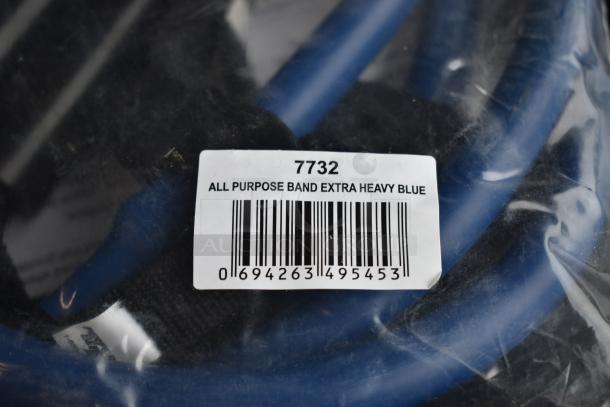 7732
ALL PURPOSE BAND EXTRA HEAVY BLUE
0 694263 495453